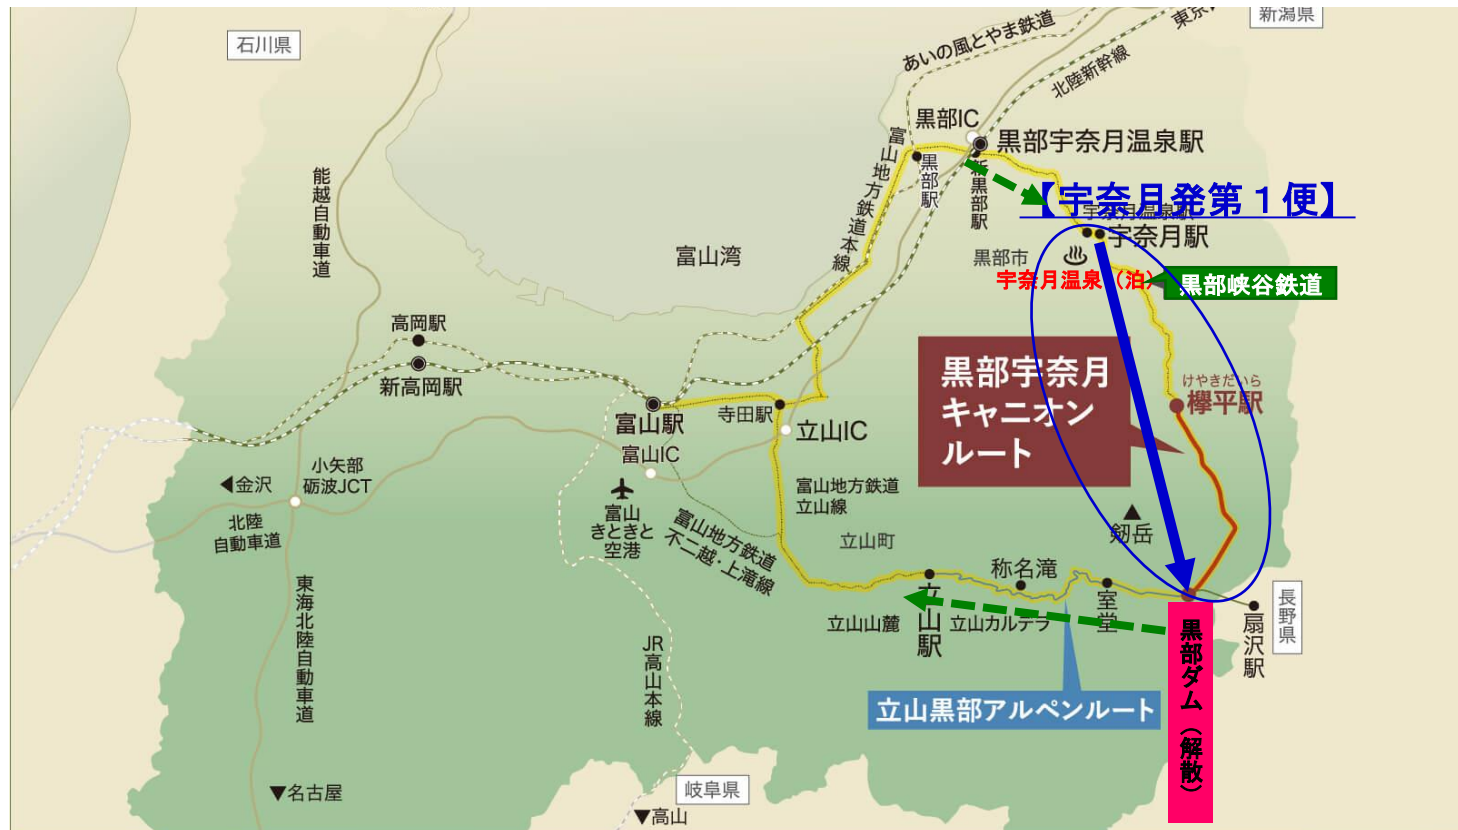 石川県
あいの風とやま鉄道
東京
新潟県
北陸新幹線
黒部IC
黒部宇奈月温泉駅
富山地方鉄道本線
黒部駅
新黒部駅
能越自動車道
【宇奈月発第1便】
宇奈月温泉駅
宇奈月駅
富山湾
黒部市
宇奈月温泉(泊)
黒部峡谷鉄道
高岡駅
新高岡駅
黒部宇奈月
キャニオン
ルート
けやきだいら
欅平駅
富山駅
寺田駅
立山IC
富山IC
小矢部
砺波JCT
◀金沢
北陸
自動車道
富山
きときと
空港
富山地方鉄道
不二越・上滝線
富山地方鉄道
立山線
立山町
▲
剱岳
称名滝
室堂
立山駅
立山山麓
立山カルデラ
扇沢駅
長野県
東海北陸自動車道
JR高山本線
立山黒部アルペンルート
黒部ダム(解散)
▼名古屋
岐阜県
▼高山